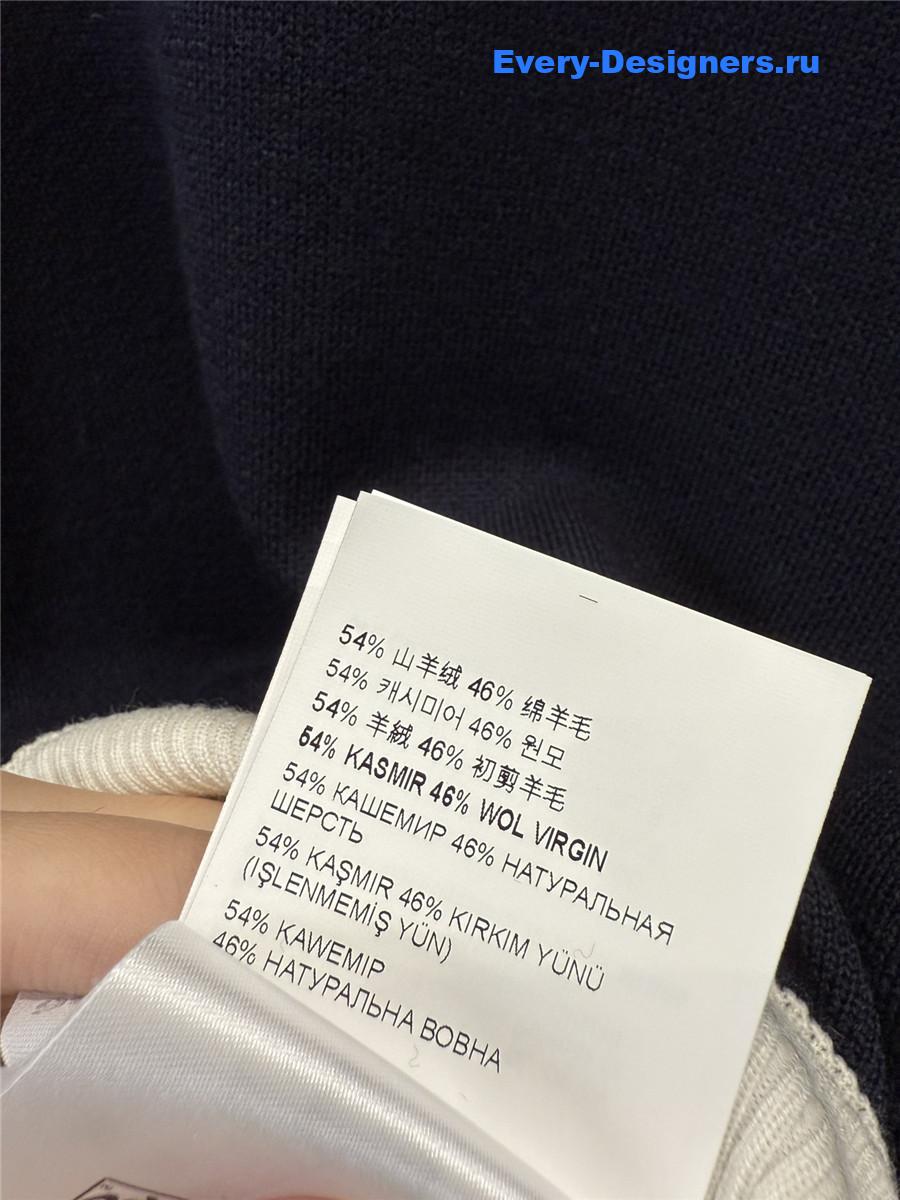 Every-Designers.ru
54% 山羊绒 46% 绵羊毛
54% 캐시미어 46% 원모
54% 羊絨 46% 初剪羊毛
54% KASMIR 46% WOL VIRGIN
54% КАШЕМИР 46% НАТУРАЛЬНАЯ
ШЕРСТЬ
54% KAŞMIR 46% KIRKIM YÜNÜ
(IŞLENMEMİŞ YÜN)
54% КАWЕМІР
46% НАТУРАЛЬНА ВОВНА